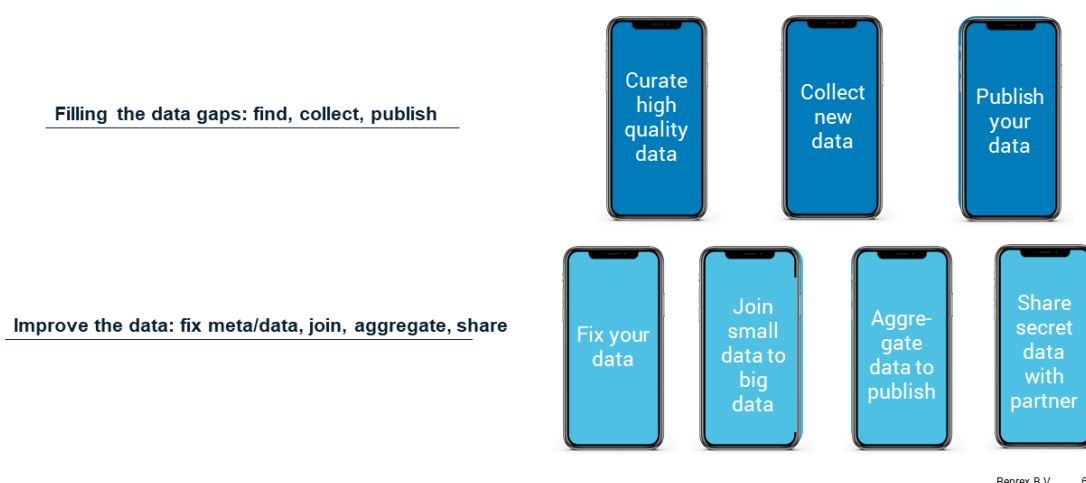 Filling the data gaps: find, collect, publish
Curate
high
quality
data
Collect
new
data
Publish
your
data
Improve the data: fix meta/data, join, aggregate, share
Fix your
data
Join
small
data to
big
data
Aggre-
gate
data to
publish
Share
secret
data
with
partner
6